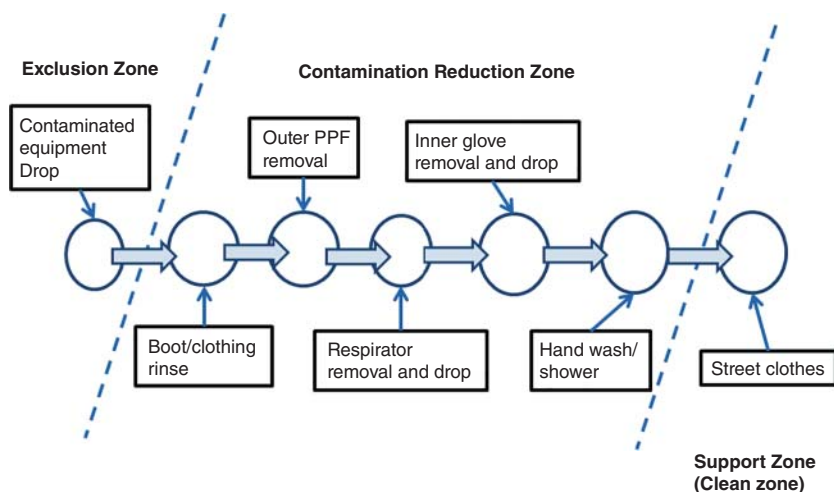 Exclusion Zone
Contamination Reduction Zone
Contaminated
equipment
Drop
Outer PPF
removal
Inner glove
removal and drop
Boot/clothing
rinse
Respirator
removal and drop
Hand wash/
shower
Street clothes
Support Zone
(Clean zone)